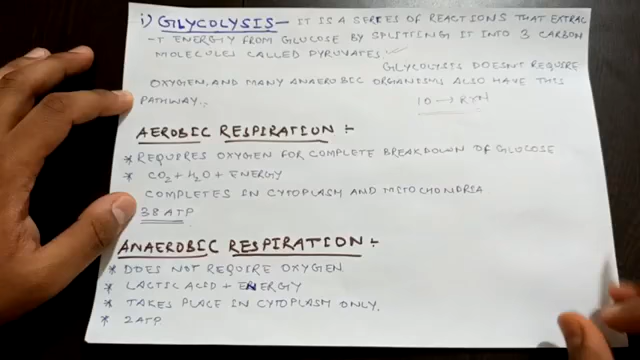 i) GLYCOLYSIS - IT IS A SERIES OF REACTIONS THAT EXTRAC
-T ENERGY FROM GLUCOSE BY SPLITING IT INTO 3 CARBON
MOLECULES CALLED PYRUVATES
GLYCOLYSIS DOESN'T REQUIRE
OXYGEN, AND MANY ANAEROBIC ORGANISMS ALSO HAVE THIS
PATHWAY.
10 → RXN
AEROBIC RESPIRATION :-
* REQUIRES OXYGEN FOR COMPLETE BREAKDOWN OF GLUCOSE
* CO2 + H2O + ENERGY
COMPLETES IN CYTOPLASM AND MITOCHONDRIA
38 ATP
ANAEROBIC RESPIRATION :-
* DOES NOT REQUIRE OXYGEN
* LACTIC ACID + ENERGY
* TAKES PLACE IN CYTOPLASM ONLY.
* 2 ATP